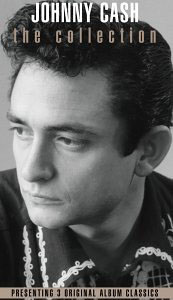 JOHNNY CASH
the collection
PRESENTING 3 ORIGINAL ALBUM CLASSICS